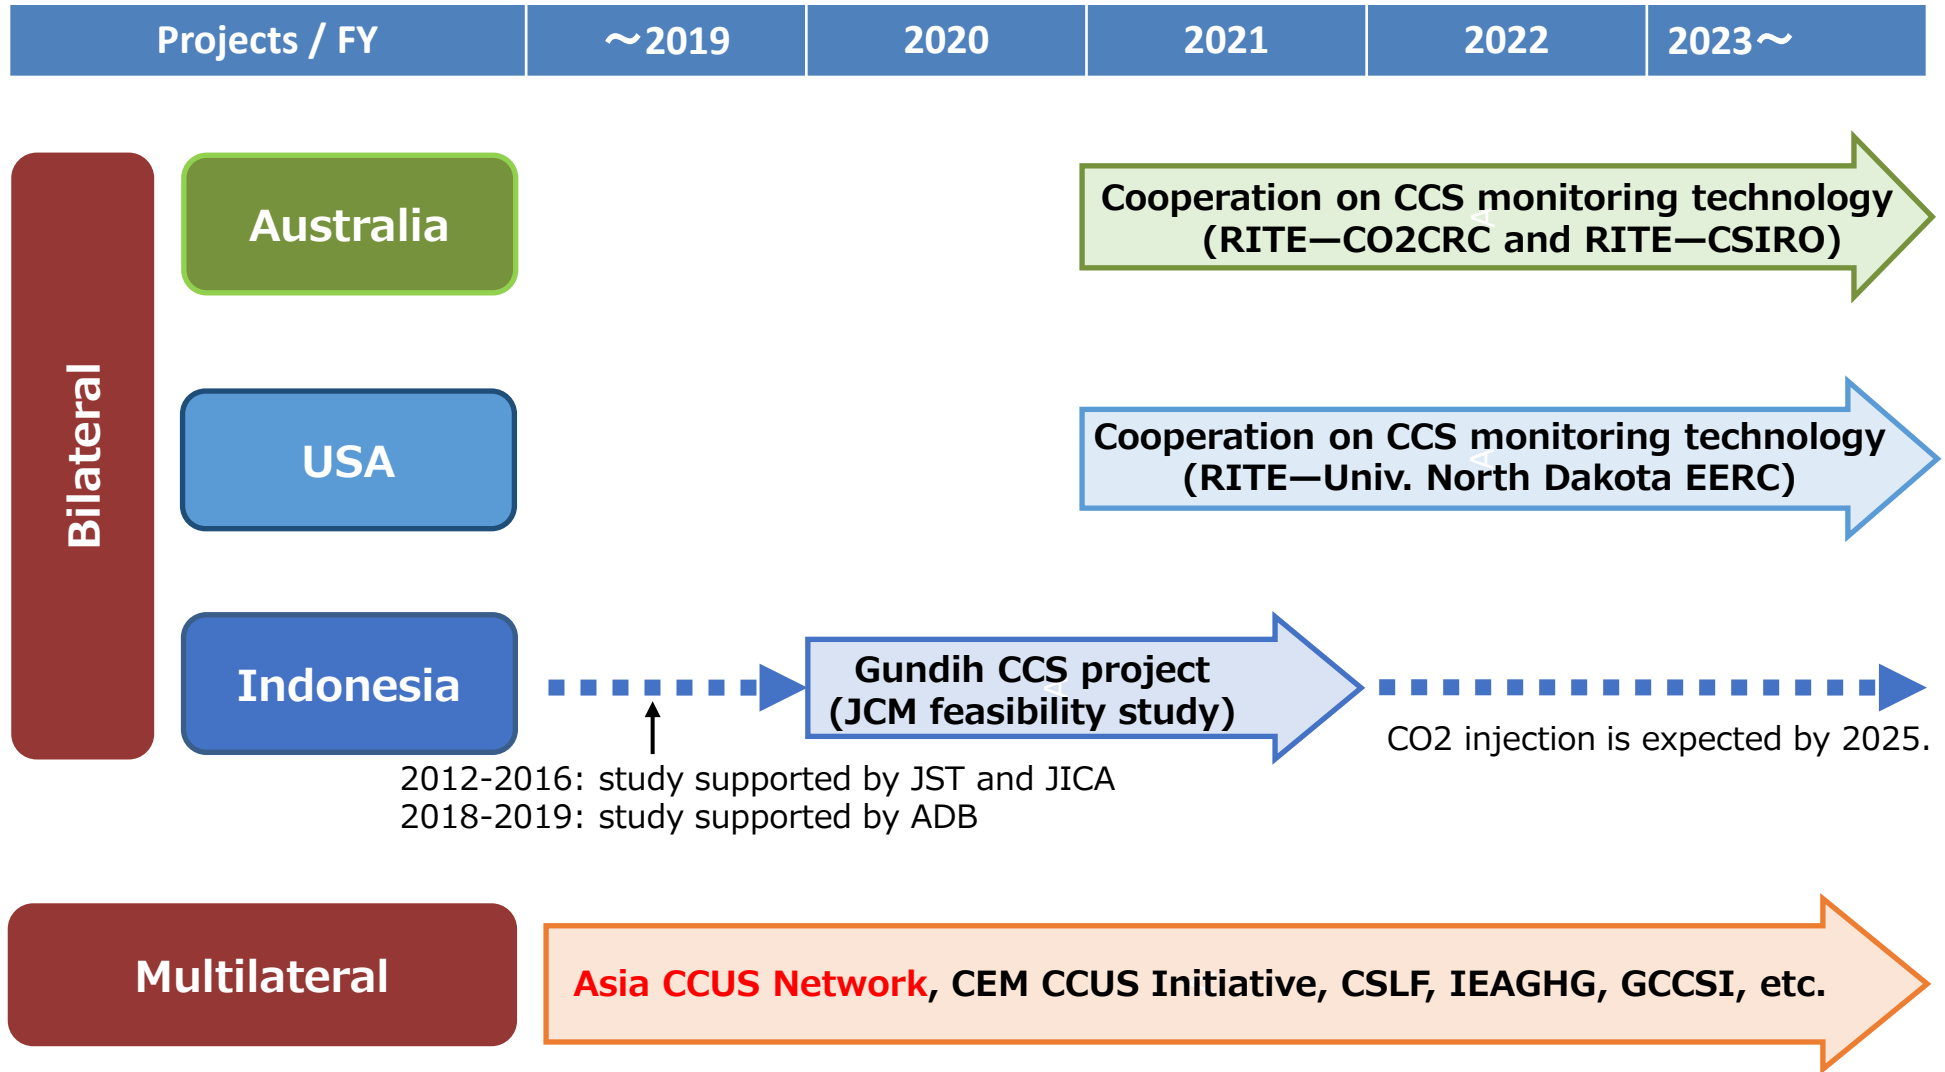 Projects / FY
～2019
2020
2021
2022
2023～
Bilateral
Australia
Cooperation on CCS monitoring technology
(RITE—CO2CRC and RITE—CSIRO)
A
USA
Cooperation on CCS monitoring technology
(RITE—Univ. North Dakota EERC)
A
Indonesia
Gundih CCS project
(JCM feasibility study)
A
CO2 injection is expected by 2025.
2012-2016: study supported by JST and JICA
2018-2019: study supported by ADB
Multilateral
Asia CCUS Network, CEM CCUS Initiative, CSLF, IEAGHG, GCCSI, etc.